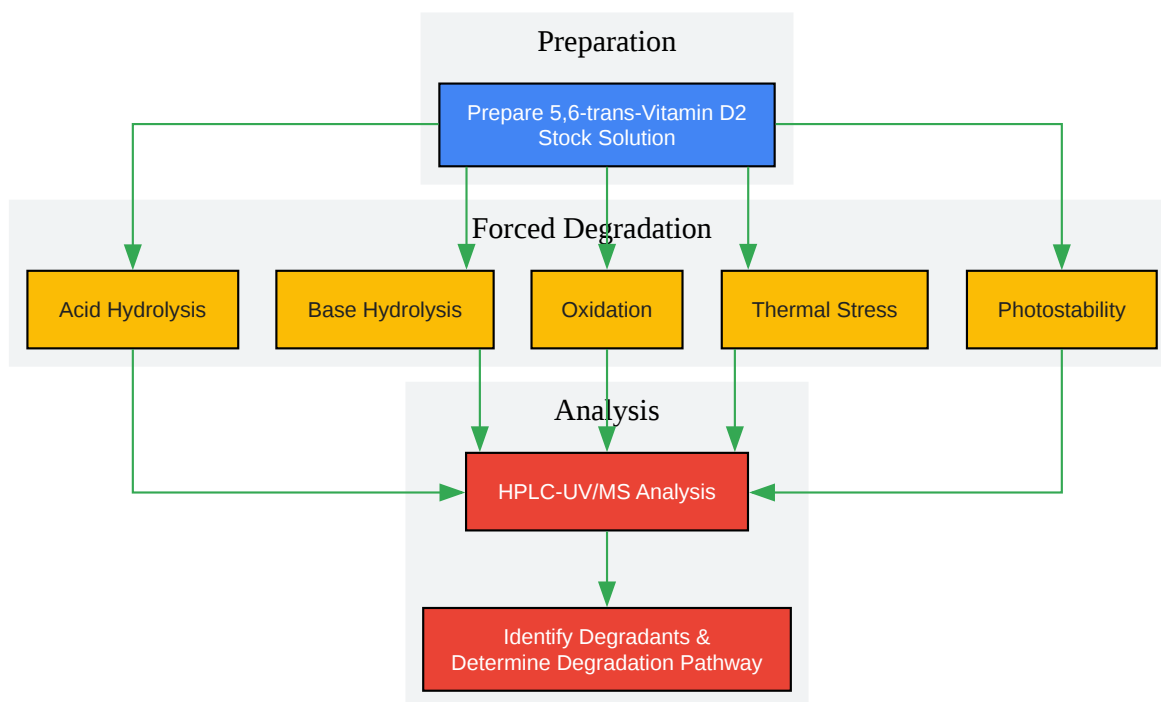 Preparation
Prepare 5,6-trans-Vitamin D2
Stock Solution
Forced Degradation
Acid Hydrolysis
Base Hydrolysis
Oxidation
Thermal Stress
Photostability
Analysis
HPLC-UV/MS Analysis
Identify Degradants &
Determine Degradation Pathway